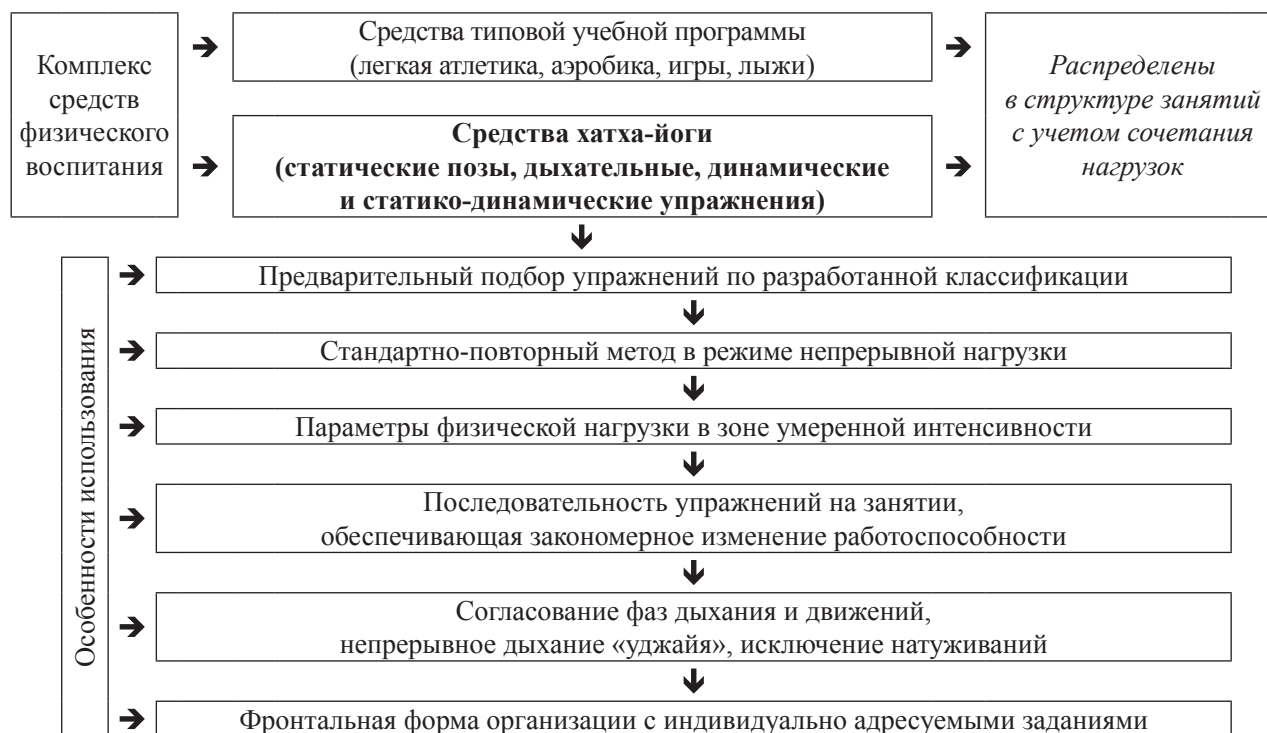 Комплекс
средств
физического
воспитания
Средства типовой учебной программы
(легкая атлетика, аэробика, игры, лыжи)
Средства хатха-йоги
(статические позы, дыхательные, динамические
и статико-динамические упражнения)
Распределены
в структуре занятий
с учетом сочетания
нагрузок
Особенности использования
Предварительный подбор упражнений по разработанной классификации
Стандартно-повторный метод в режиме непрерывной нагрузки
Параметры физической нагрузки в зоне умеренной интенсивности
Последовательность упражнений на занятии,
обеспечивающая закономерное изменение работоспособности
Согласование фаз дыхания и движений,
непрерывное дыхание «уджайя», исключение натуживаний
Фронтальная форма организации с индивидуально адресуемыми заданиями